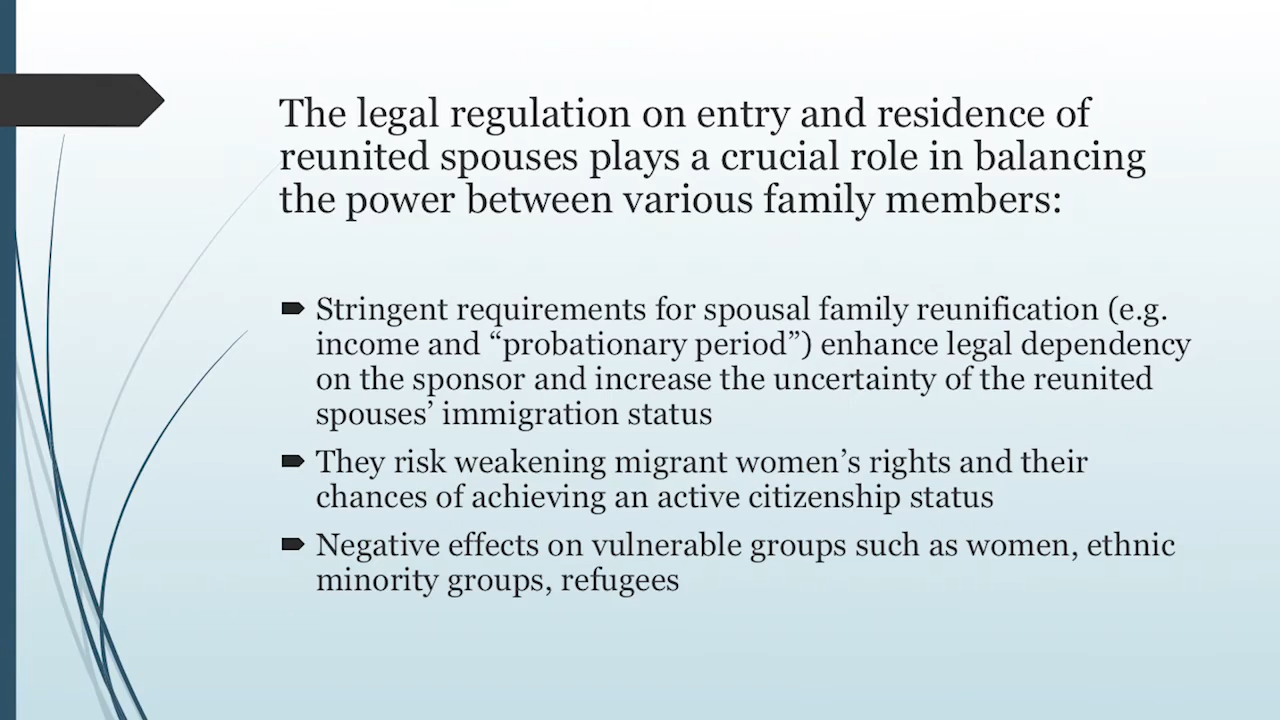 The legal regulation on entry and residence of
reunited spouses plays a crucial role in balancing
the power between various family members:
Stringent requirements for spousal family reunification (e.g.
income and “probationary period”) enhance legal dependency
on the sponsor and increase the uncertainty of the reunited
spouses’ immigration status
They risk weakening migrant women’s rights and their
chances of achieving an active citizenship status
Negative effects on vulnerable groups such as women, ethnic
minority groups, refugees